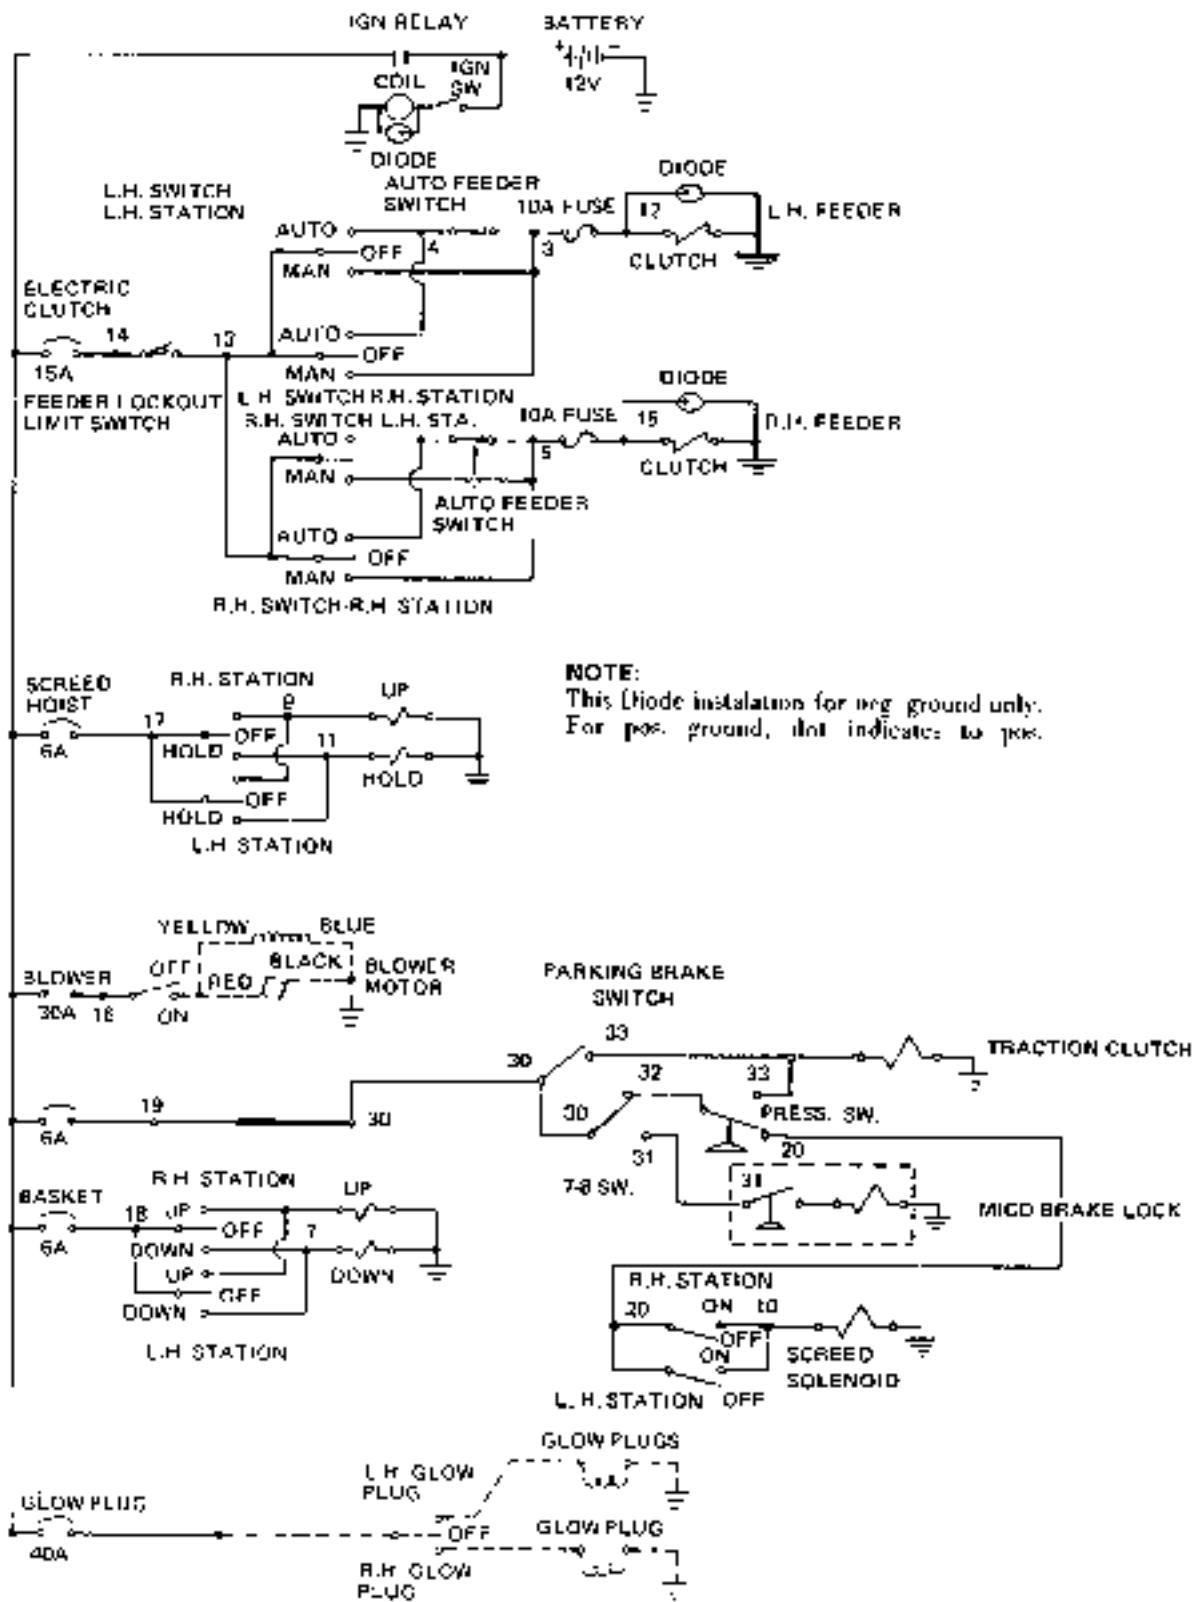 IGN RELAY
BATTERY
+ −
COIL
IGN
SW
12V
DIODE
L.H. SWITCH
L.H. STATION
AUTO FEEDER
SWITCH
DIODE
10A FUSE
12
L.H. FEEDER
AUTO
4
3
OFF
MAN
CLUTCH
ELECTRIC
CLUTCH
14
13
AUTO
OFF
15A
MAN
DIODE
FEEDER LOCKOUT
LIMIT SWITCH
L.H. SWITCH R.H. STATION
R.H. SWITCH L.H. STA.
10A FUSE
15
R.H. FEEDER
AUTO
5
MAN
CLUTCH
AUTO FEEDER
SWITCH
AUTO
OFF
MAN
R.H. SWITCH-R.H. STATION
SCREED
HOIST
R.H. STATION
UP
NOTE:
This Diode instalation for neg ground only.
For pos. ground, dot indicates to pos.
17
9
OFF
11
6A
HOLD
HOLD
OFF
HOLD
L.H STATION
YELLOW
BLUE
BLOWER
OFF
RED
BLACK
BLOWER
MOTOR
30A
16
ON
PARKING BRAKE
SWITCH
33
30
TRACTION CLUTCH
32
33
19
30
30
PRESS. SW.
6A
31
20
R.H STATION
7-8 SW.
31
BASKET
UP
UP
MICO BRAKE LOCK
18
OFF
7
6A
DOWN
DOWN
UP
OFF
DOWN
L.H STATION
R.H. STATION
20
ON
10
OFF
ON
SCREED
SOLENOID
L.H. STATION
OFF
GLOW PLUGS
L.H. GLOW
PLUG
GLOW PLUG
OFF
GLOW PLUG
40A
R.H GLOW
PLUG